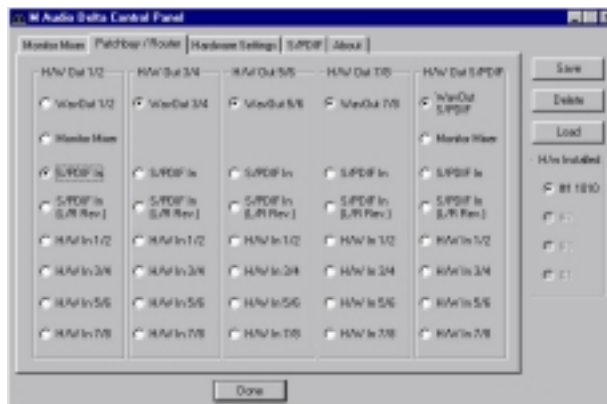 M Audio Delta Control Panel
Monitor Mixer Patchbay / Router Hardware Settings S/PDIF About
H/W Out 1/2 H/W Out 3/4 H/W Out 5/6 H/W Out 7/8 H/W Out S/PDIF
WavOut 1/2 WavOut 3/4 WavOut 5/6 WavOut 7/8 WavOut S/PDIF
Monitor Mixer Monitor Mixer
S/PDIF In S/PDIF In S/PDIF In S/PDIF In S/PDIF In
S/PDIF In (L/R Rev.) S/PDIF In (L/R Rev.) S/PDIF In (L/R Rev.) S/PDIF In (L/R Rev.) S/PDIF In (L/R Rev.)
H/W In 1/2 H/W In 1/2 H/W In 1/2 H/W In 1/2 H/W In 1/2
H/W In 3/4 H/W In 3/4 H/W In 3/4 H/W In 3/4 H/W In 3/4
H/W In 5/6 H/W In 5/6 H/W In 5/6 H/W In 5/6 H/W In 5/6
H/W In 7/8 H/W In 7/8 H/W In 7/8 H/W In 7/8 H/W In 7/8
Save
Delete
Load
H/w Installed
#1 1010
Done